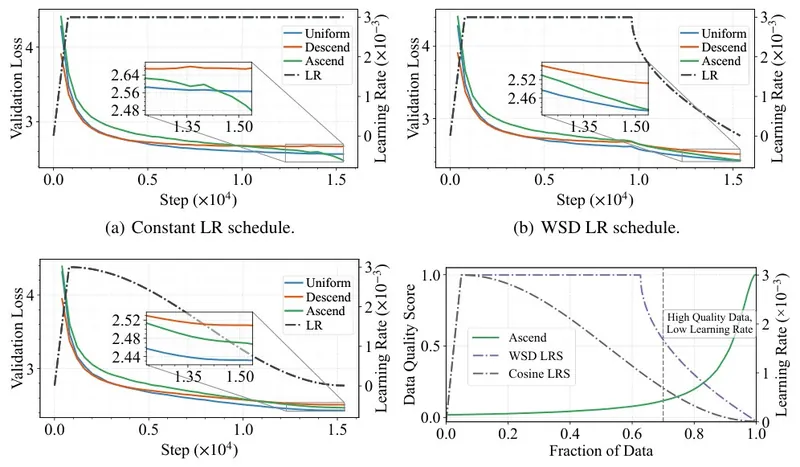 Validation Loss
4
3
Uniform
Descend
Ascend
LR
2.64
2.56
2.48
1.35
1.50
3
2
1
0
Learning Rate (×10⁻³)
0.0
0.5
1.0
1.5
Step (×10⁴)
(a) Constant LR schedule.
Validation Loss
4
3
Uniform
Descend
Ascend
LR
2.52
2.46
1.35
1.50
3
2
1
0
Learning Rate (×10⁻³)
0.0
0.5
1.0
1.5
Step (×10⁴)
(b) WSD LR schedule.
Validation Loss
4
3
Uniform
Descend
Ascend
LR
2.52
2.48
2.44
1.35
1.50
3
2
1
0
Learning Rate (×10⁻³)
0.0
0.5
1.0
1.5
Step (×10⁴)
Data Quality Score
1.0
0.5
0.0
Ascend
WSD LRS
Cosine LRS
High Quality Data,
Low Learning Rate
3
2
1
0
Learning Rate (×10⁻³)
0.0
0.2
0.4
0.6
0.8
1.0
Fraction of Data